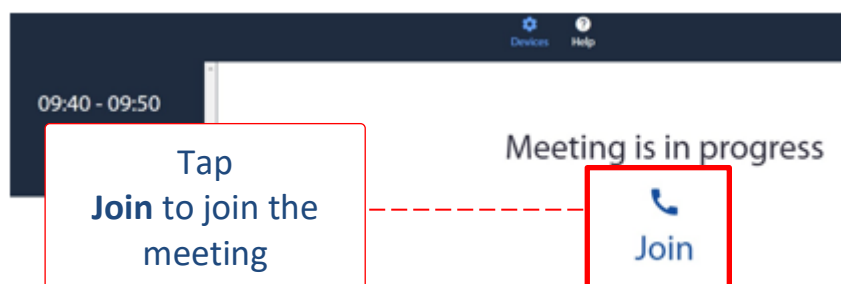 Devices Help
09:40 - 09:50
Meeting is in progress
Tap
Join to join the
meeting
Join